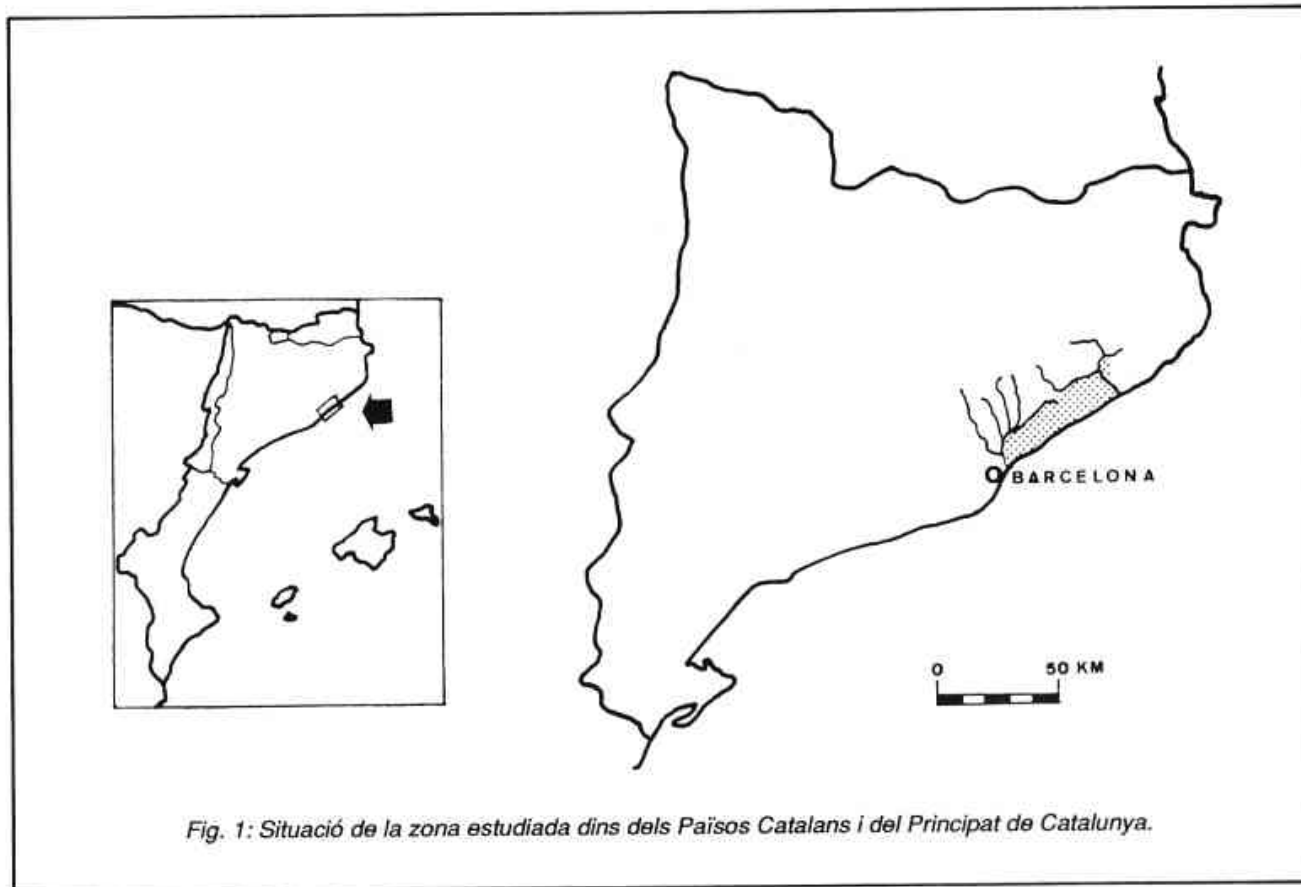 BARCELONA
0 50 KM
Fig. 1: Situació de la zona estudiada dins dels Països Catalans i del Principat de Catalunya.